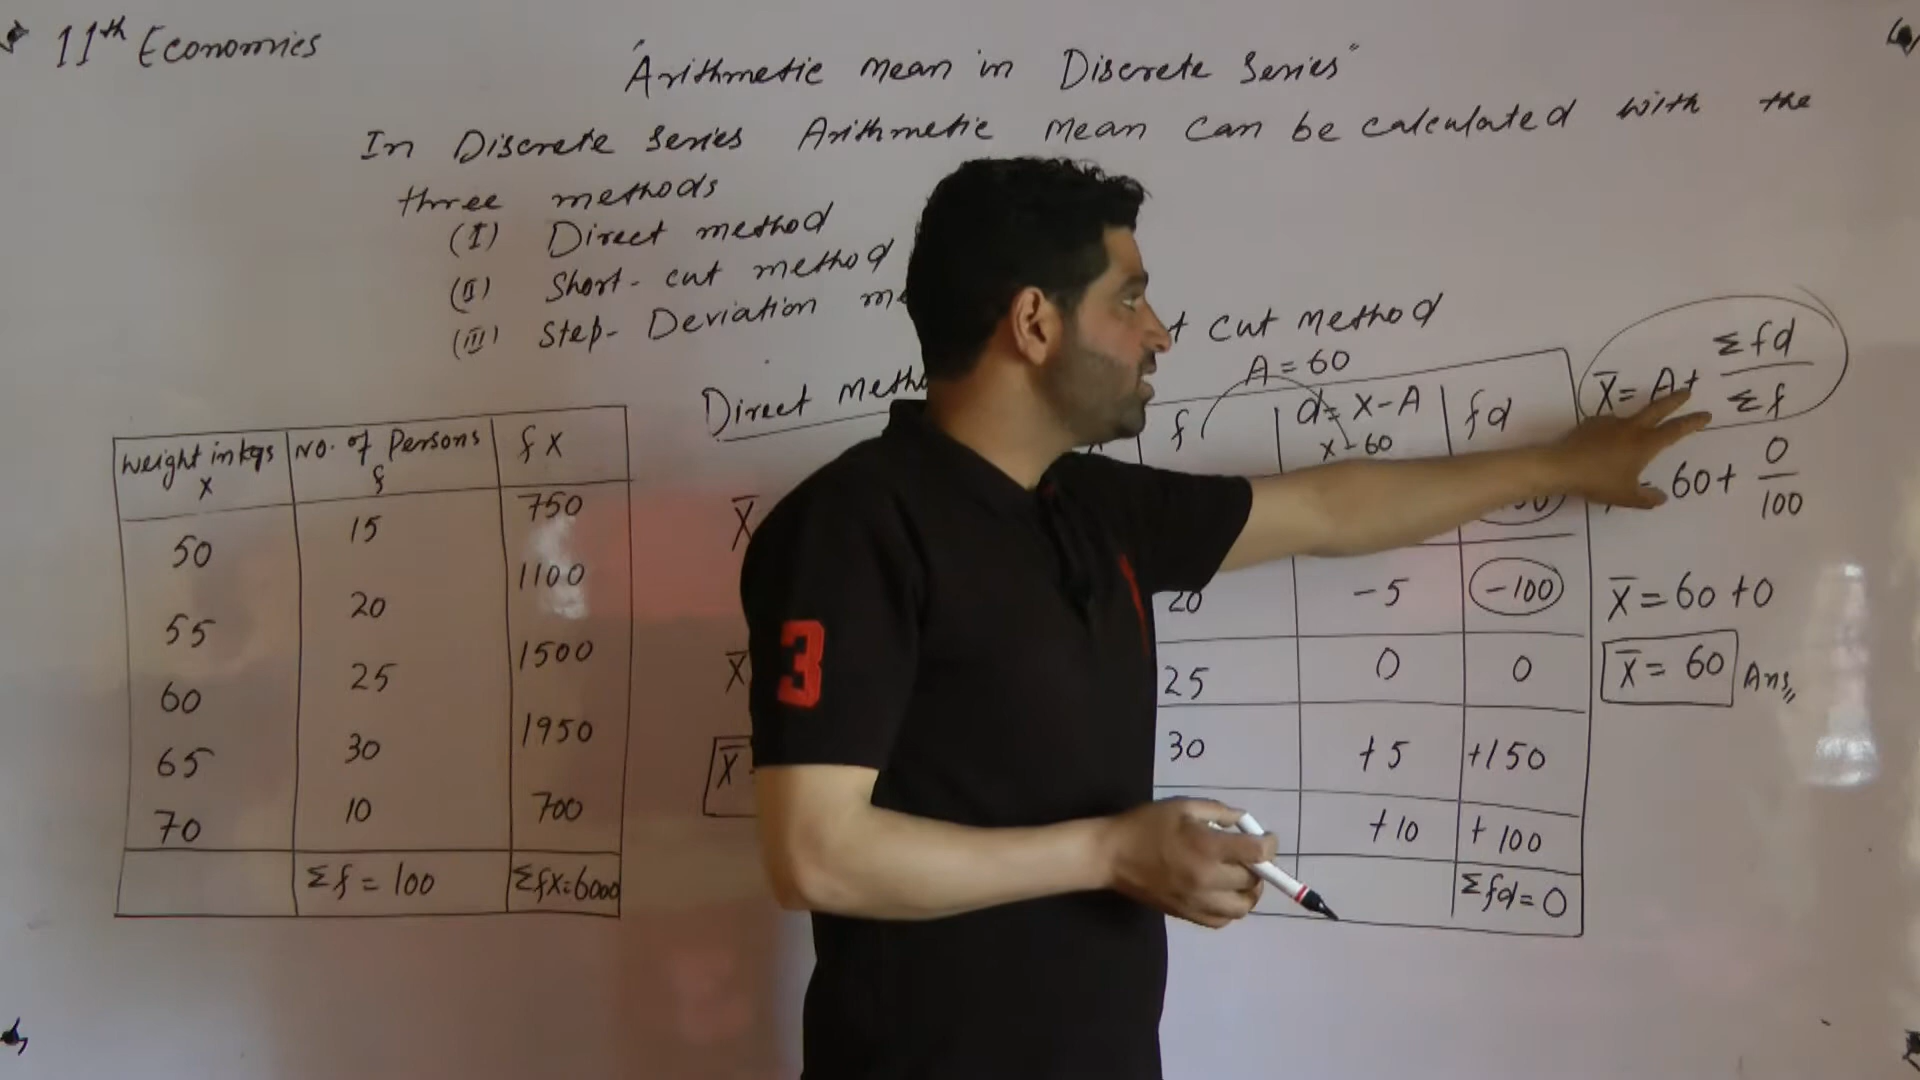 11th Economics
"Arithmetic Mean in Discrete Series"
In Discrete Series Arithmetic Mean can be calculated with the
three methods
(I) Direct method
(II) Short-cut method
(III) Step-Deviation
Direct
cut Method
A = 60
weight in kgs No. of Persons f X
X f
50 15 750
55 20 1100
60 25 1500
65 30 1950
70 10 700
Σf = 100 ΣfX=6000
X̄
X̄
X̄
3
f d= X-A fd
X-60
20 -5 -100
25 0 0
30 +5 +150
+10 +100
Σfd=0
X̄ = A + Σfd / Σf
60 + 0 / 100
X̄ = 60 + 0
X̄ = 60 Ans,,